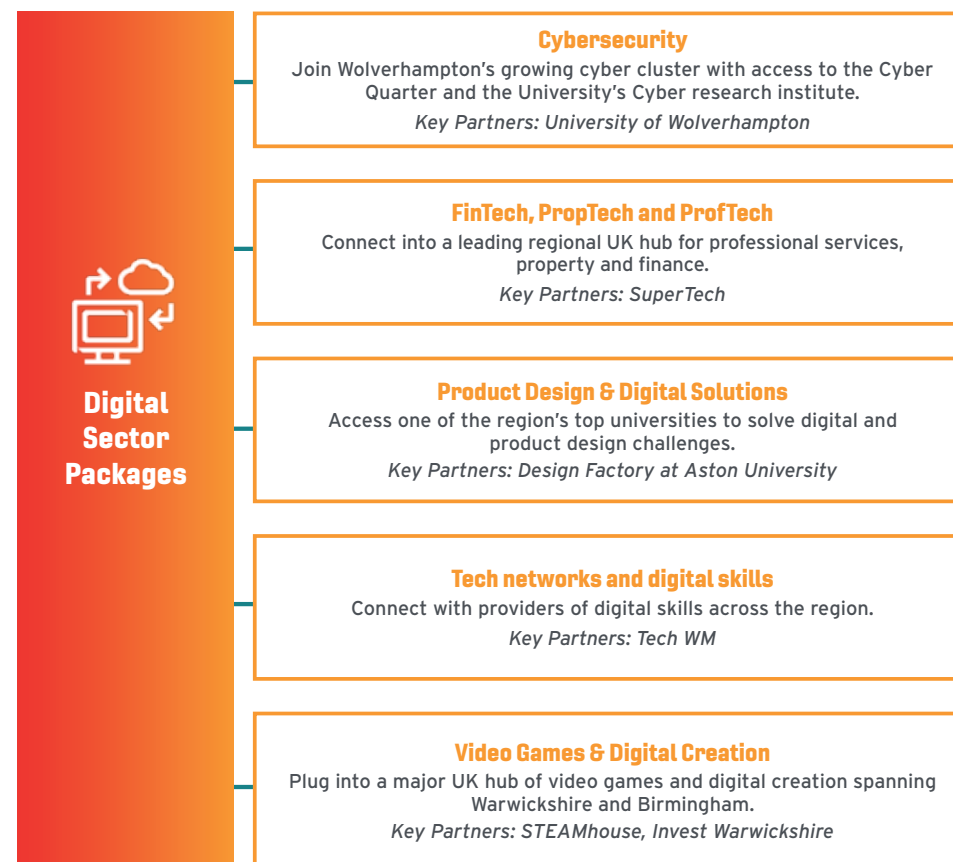 Digital
Sector
Packages
Cybersecurity
Join Wolverhampton's growing cyber cluster with access to the Cyber
Quarter and the University's Cyber research institute.
Key Partners: University of Wolverhampton
FinTech, PropTech and ProfTech
Connect into a leading regional UK hub for professional services,
property and finance.
Key Partners: SuperTech
Product Design & Digital Solutions
Access one of the region's top universities to solve digital and
product design challenges.
Key Partners: Design Factory at Aston University
Tech networks and digital skills
Connect with providers of digital skills across the region.
Key Partners: Tech WM
Video Games & Digital Creation
Plug into a major UK hub of video games and digital creation spanning
Warwickshire and Birmingham.
Key Partners: STEAMhouse, Invest Warwickshire